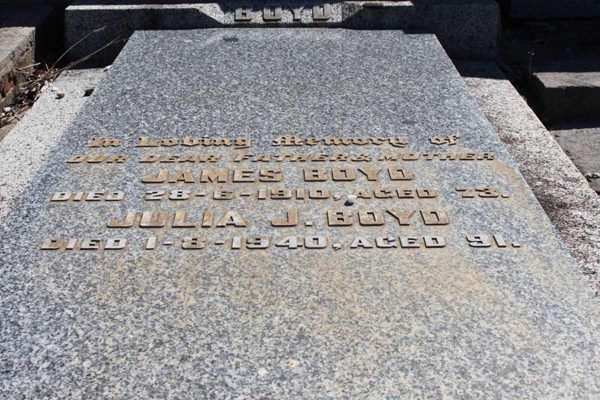 BOYD
In Loving Memory of
OUR DEAR FATHER & MOTHER
JAMES BOYD
DIED 28-6-1910, AGED 73.
JULIA J. BOYD
DIED 1-8-1940, AGED 91.